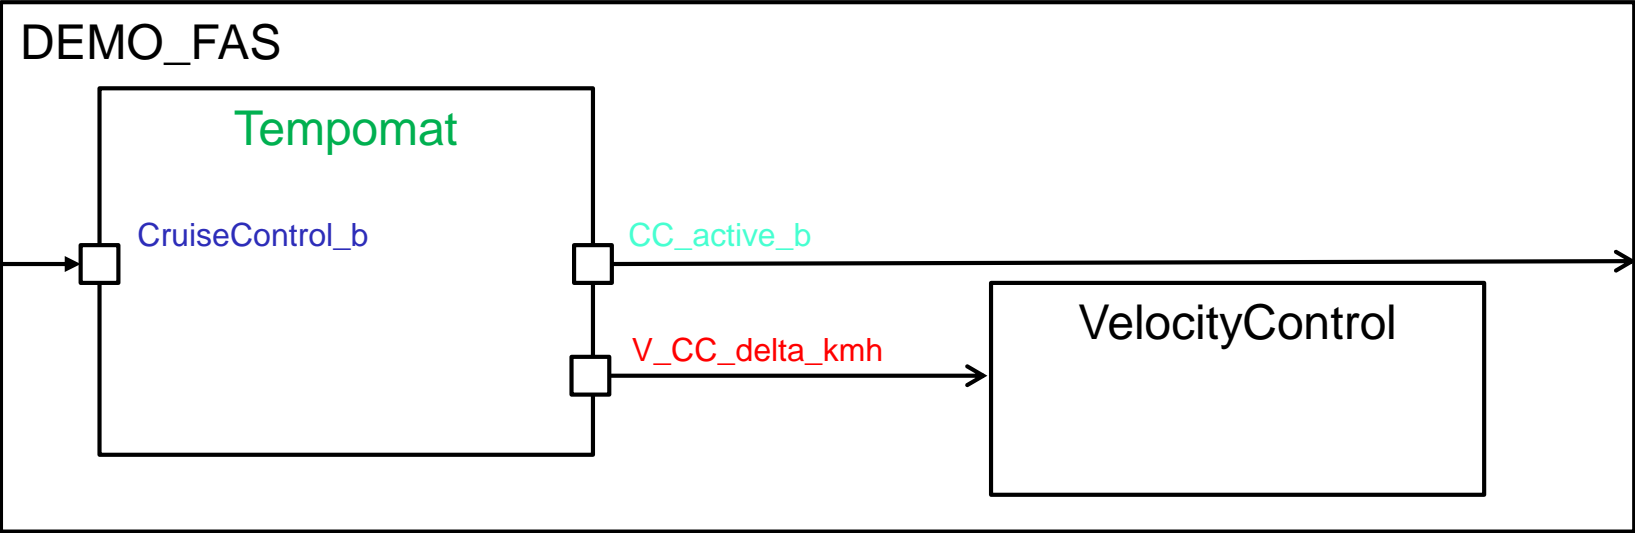 DEMO_FAS
Tempomat
CruiseControl_b
CC_active_b
VelocityControl
V_CC_delta_kmh